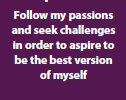 Follow my passions
and seek challenges
in order to aspire to
be the best version
of myself